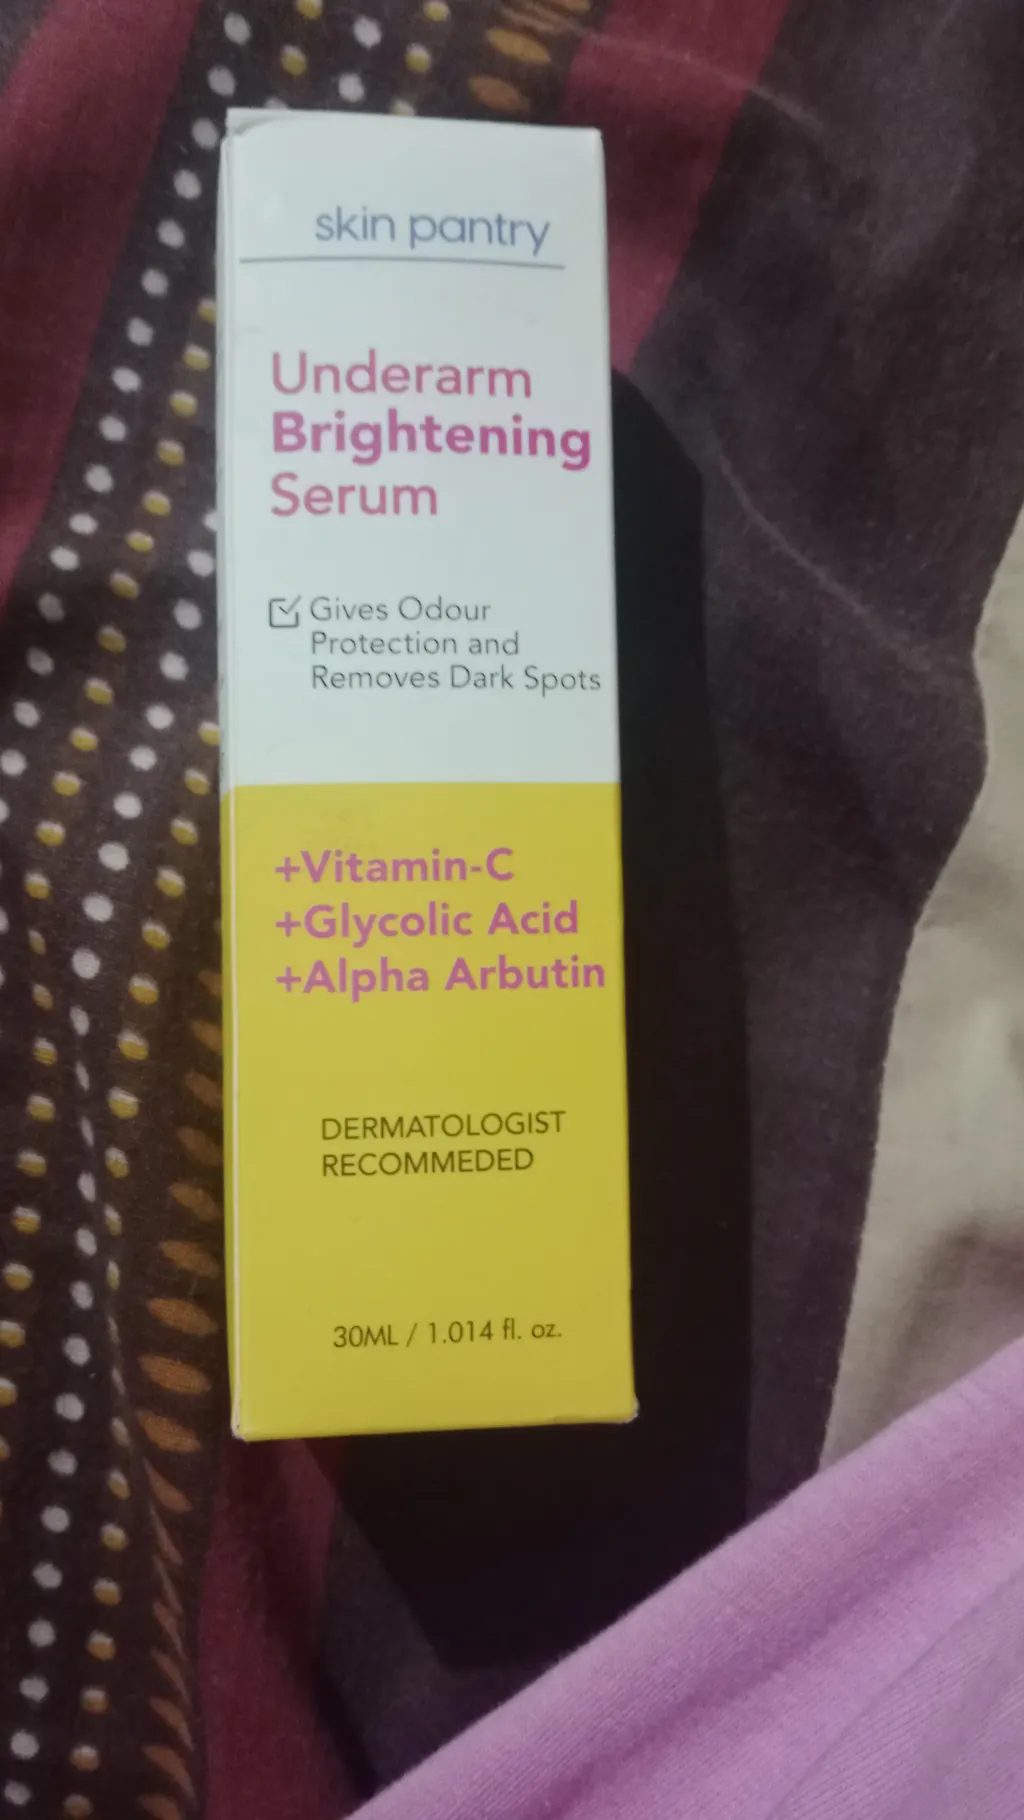 skin pantry
Underarm
Brightening
Serum
Gives Odour
Protection and
Removes Dark Spots
+Vitamin-C
+Glycolic Acid
+Alpha Arbutin
DERMATOLOGIST
RECOMMEDED
30ML / 1.014 fl. oz.